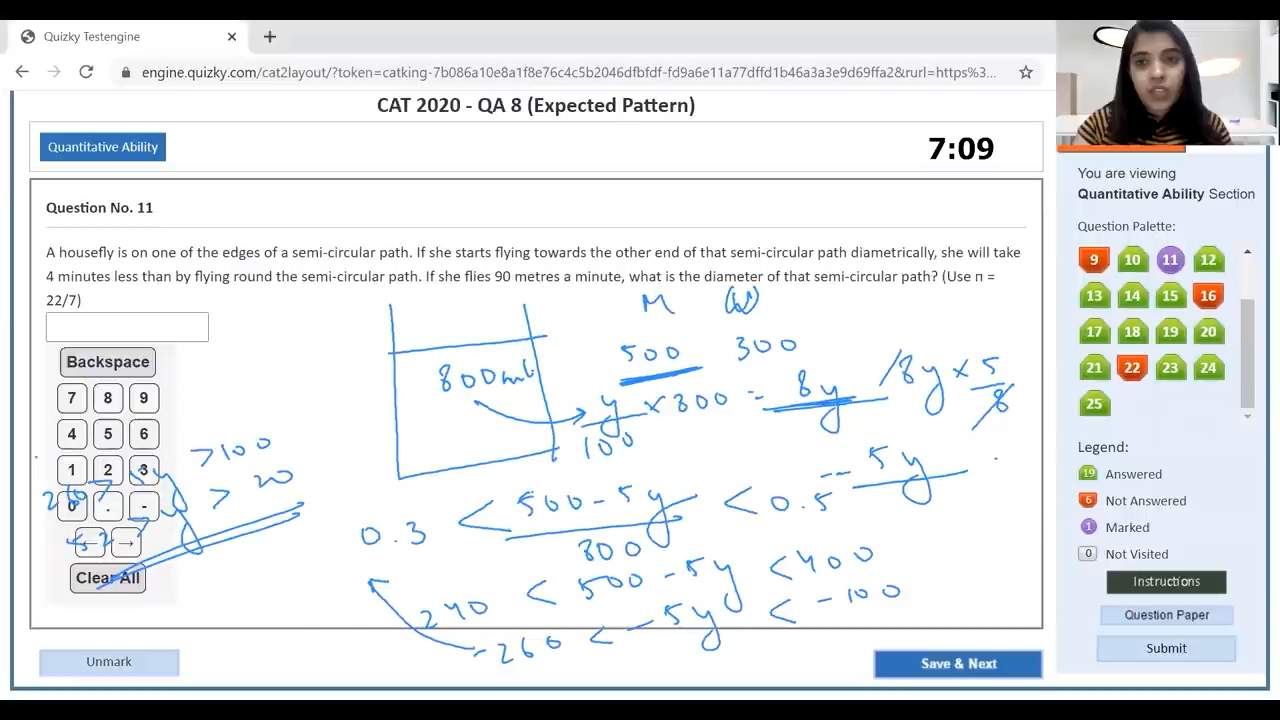 Quizky Testengine
engine.quizky.com/cat2layout/?token=catking-7b086a10e8a1f8e76c4c5b2046dfbfdf-fd9a6e11a77dffd1b46a3a3e9d69ffa2&rurl=https%3...
CAT 2020 - QA 8 (Expected Pattern)
Quantitative Ability
7:09
Question No. 11
A housefly is on one of the edges of a semi-circular path. If she starts flying towards the other end of that semi-circular path diametrically, she will take
4 minutes less than by flying round the semi-circular path. If she flies 90 metres a minute, what is the diameter of that semi-circular path? (Use π =
22/7)
Backspace
7 8 9
4 5 6
1 2 3
0 . -
← →
Clear All
M W
500 300
800ml
y/100 × 800 = 8y
8y × 5/8
= 5y
>100
260 > 5y > 20
52 > y
0.3 < 500-5y/800 < 0.5
240 < 500-5y < 400
-260 < -5y < -100
Unmark
Save & Next
You are viewing
Quantitative Ability Section
Question Palette:
9 10 11 12
13 14 15 16
17 18 19 20
21 22 23 24
25
Legend:
19 Answered
6 Not Answered
1 Marked
0 Not Visited
Instructions
Question Paper
Submit